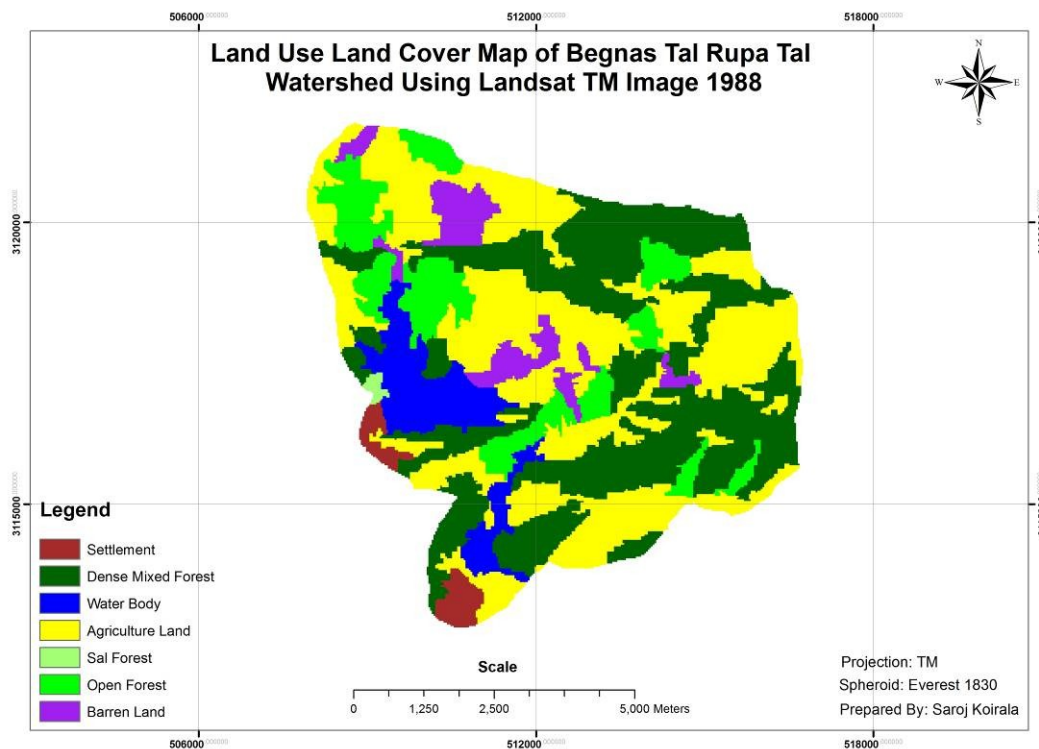 506000
512000
518000
Land Use Land Cover Map of Begnas Tal Rupa Tal
Watershed Using Landsat TM Image 1988
N
W
E
S
3120000
3115000
Legend
Settlement
Dense Mixed Forest
Water Body
Agriculture Land
Sal Forest
Open Forest
Barren Land
Scale
0 1,250 2,500 5,000 Meters
Projection: TM
Spheroid: Everest 1830
Prepared By: Saroj Koirala
506000
512000
518000